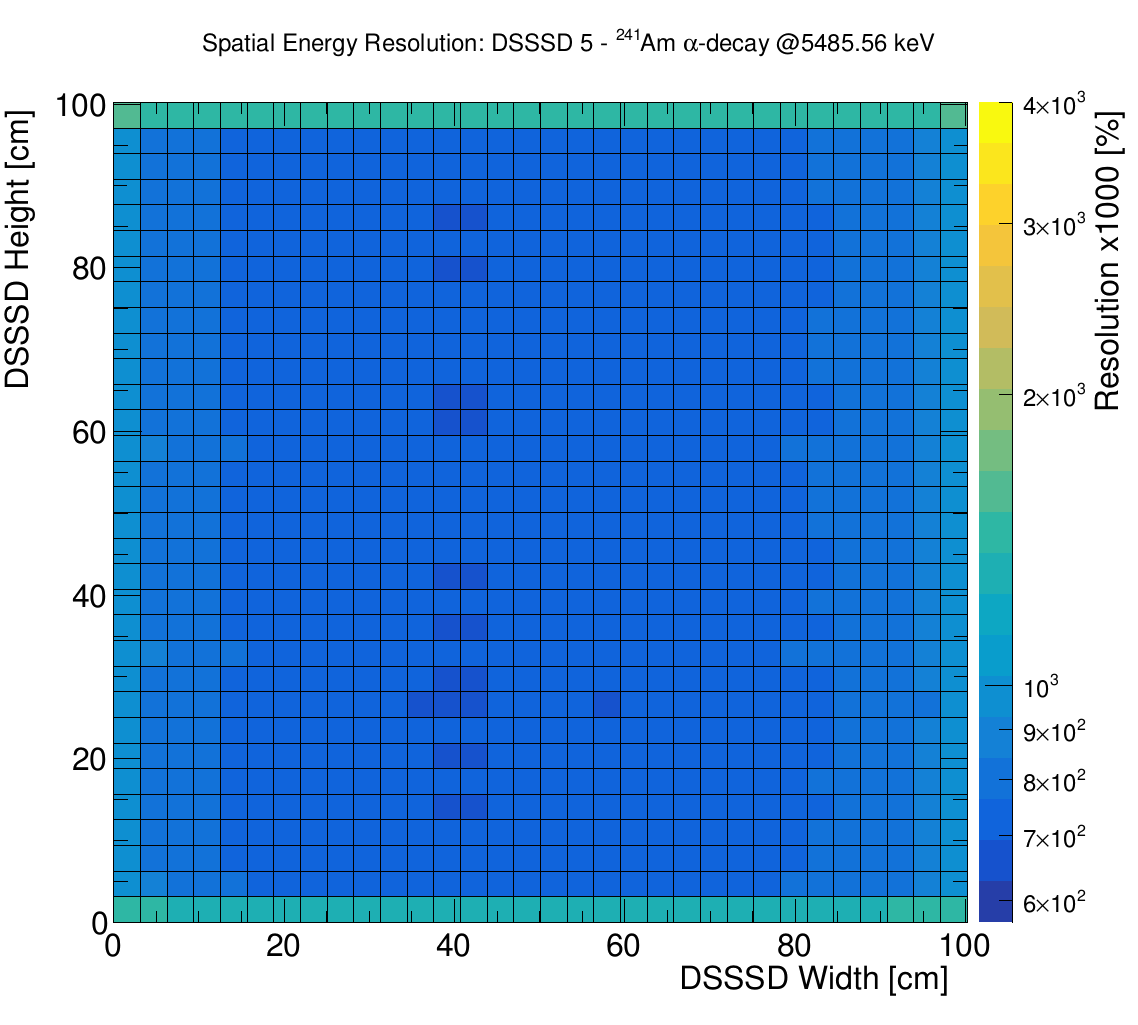 Spatial Energy Resolution: DSSSD 5 - ²⁴¹Am α-decay @5485.56 keV
DSSSD Height [cm]
100
80
60
40
20
0
0 20 40 60 80 100
DSSSD Width [cm]
4×10³
3×10³
2×10³
10³
9×10²
8×10²
7×10²
6×10²
Resolution x1000 [%]